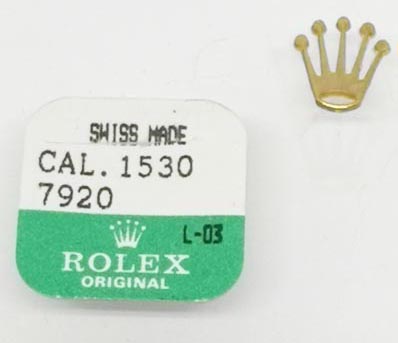 SWISS MADE
CAL. 1530
7920
L-03
ROLEX
ORIGINAL